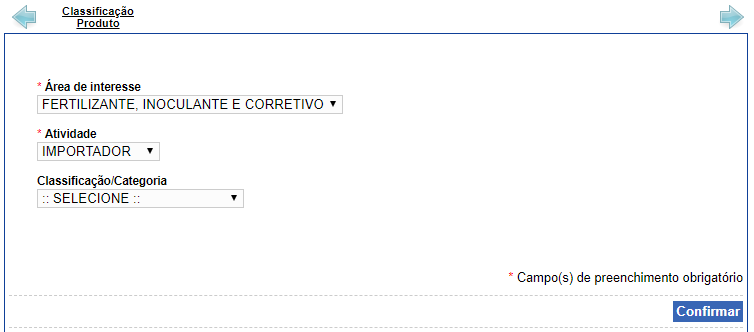 Classificação
Produto
* Área de interesse
FERTILIZANTE, INOCULANTE E CORRETIVO
* Atividade
IMPORTADOR
Classificação/Categoria
:: SELECIONE ::
* Campo(s) de preenchimento obrigatório
Confirmar